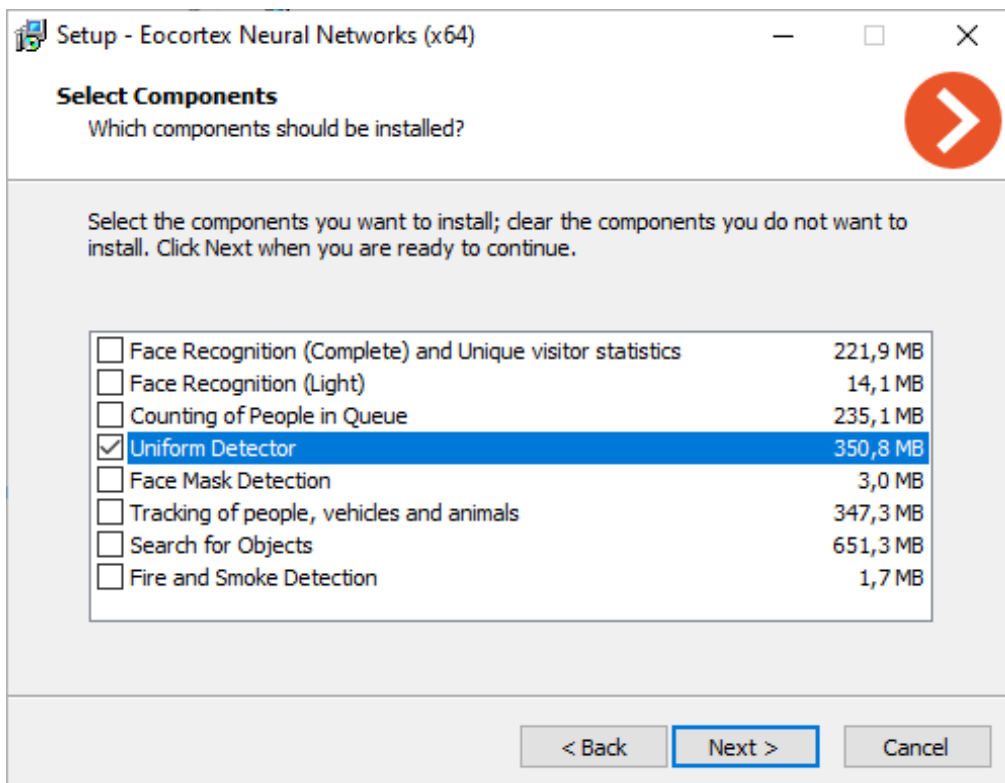 Setup - Eocortex Neural Networks (x64)
Select Components
Which components should be installed?
Select the components you want to install; clear the components you do not want to
install. Click Next when you are ready to continue.
Face Recognition (Complete) and Unique visitor statistics 221,9 MB
Face Recognition (Light) 14,1 MB
Counting of People in Queue 235,1 MB
Uniform Detector 350,8 MB
Face Mask Detection 3,0 MB
Tracking of people, vehicles and animals 347,3 MB
Search for Objects 651,3 MB
Fire and Smoke Detection 1,7 MB
< Back Next > Cancel